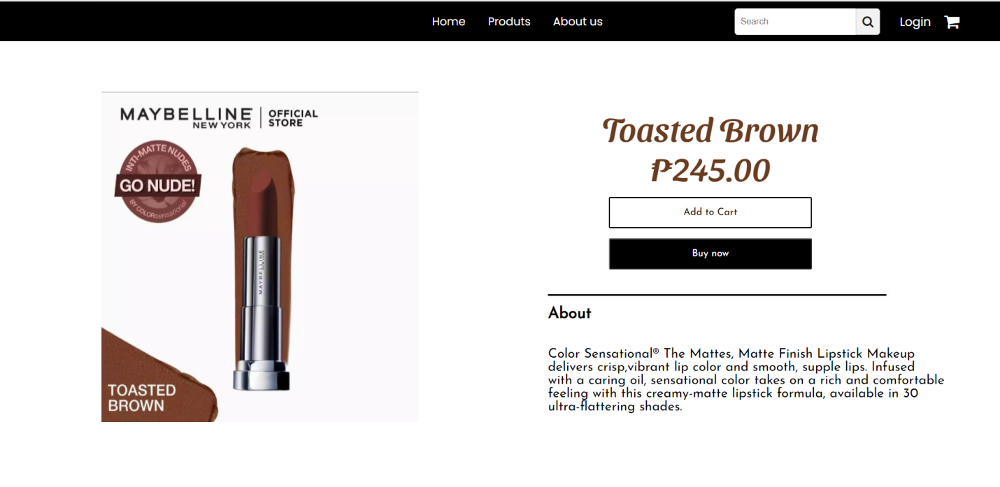 Home Produts About us Search Login
MAYBELLINE OFFICIAL
NEW YORK STORE
INTI-MATTE NUDES
GO NUDE!
BY COLORsensational
MAYBELLINE
TOASTED
BROWN
Toasted Brown
₱245.00
Add to Cart
Buy now
About
Color Sensational® The Mattes, Matte Finish Lipstick Makeup
delivers crisp,vibrant lip color and smooth, supple lips. Infused
with a caring oil, sensational color takes on a rich and comfortable
feeling with this creamy-matte lipstick formula, available in 30
ultra-flattering shades.